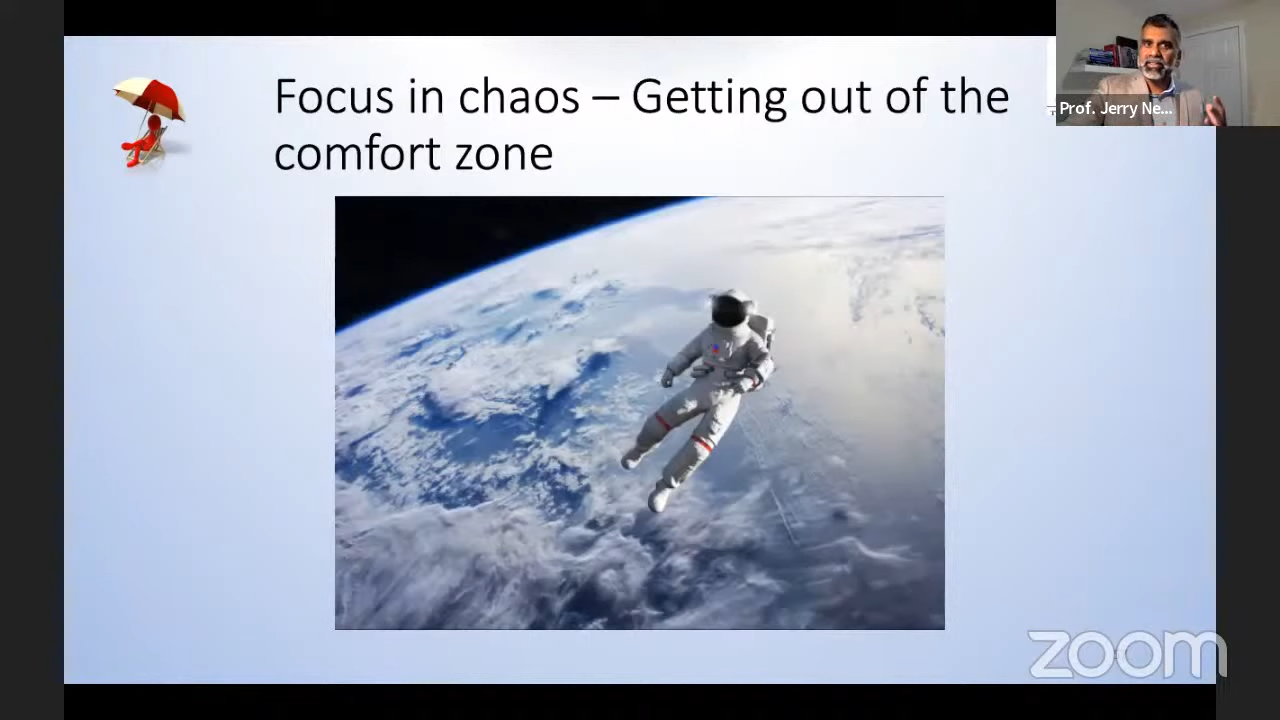 Focus in chaos – Getting out of the
comfort zone
Prof. Jerry Ne...
zoom